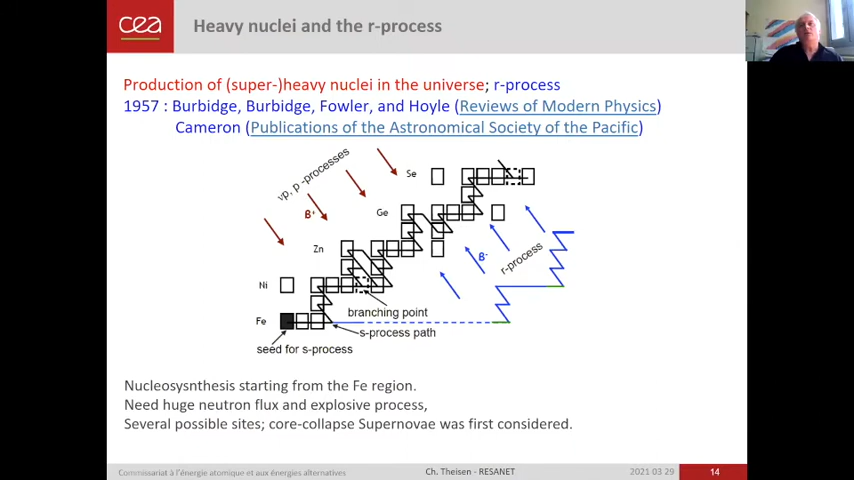 cea
Heavy nuclei and the r-process
Production of (super-)heavy nuclei in the universe; r-process
1957 : Burbidge, Burbidge, Fowler, and Hoyle (Reviews of Modern Physics)
Cameron (Publications of the Astronomical Society of the Pacific)
νp, p -processes
Se
β⁺
Ge
Zn
β⁻
r-process
Ni
branching point
Fe
s-process path
seed for s-process
Nucleosysnthesis starting from the Fe region.
Need huge neutron flux and explosive process,
Several possible sites; core-collapse Supernovae was first considered.
Commissariat à l'énergie atomique et aux énergies alternatives
Ch. Theisen - RESANET
2021 03 29
14